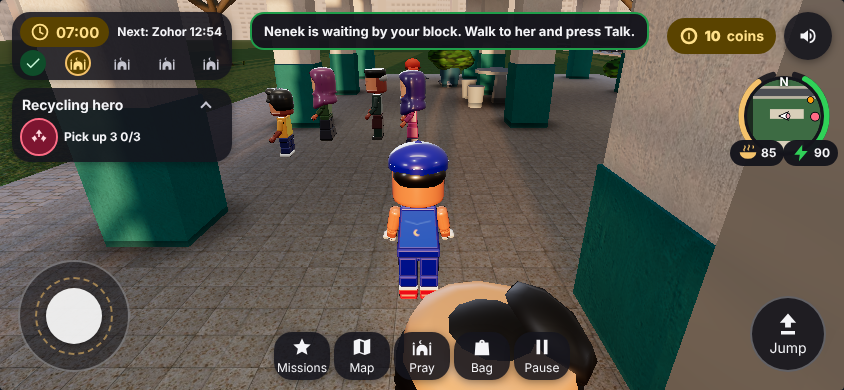 07:00
Next: Zohor 12:54
Nenek is waiting by your block. Walk to her and press Talk.
10 coins
Recycling hero
Pick up 3 0/3
N
85
90
Missions
Map
Pray
Bag
Pause
Jump